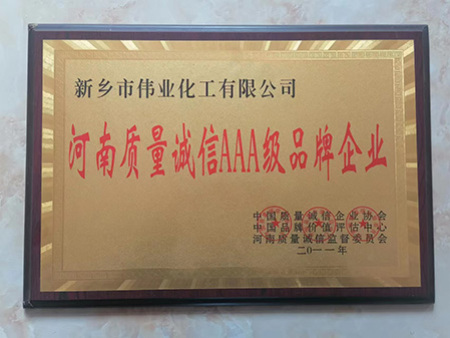 新乡市伟业化工有限公司
河南质量诚信AAA级品牌企业
中国质量诚信企业协会
中国品牌价值评估中心
河南质量诚信监督委员会
二〇一一年